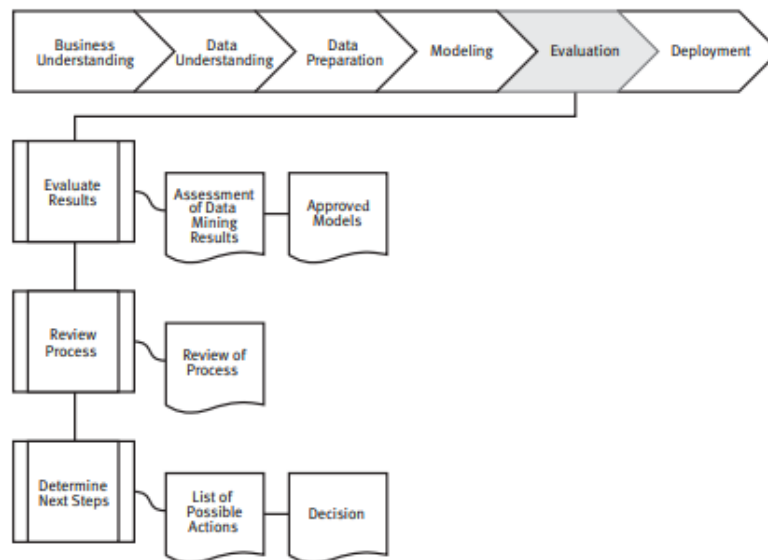 Business
Understanding
Data
Understanding
Data
Preparation
Modeling
Evaluation
Deployment
Evaluate
Results
Assessment
of Data
Mining
Results
Approved
Models
Review
Process
Review of
Process
Determine
Next Steps
List of
Possible
Actions
Decision